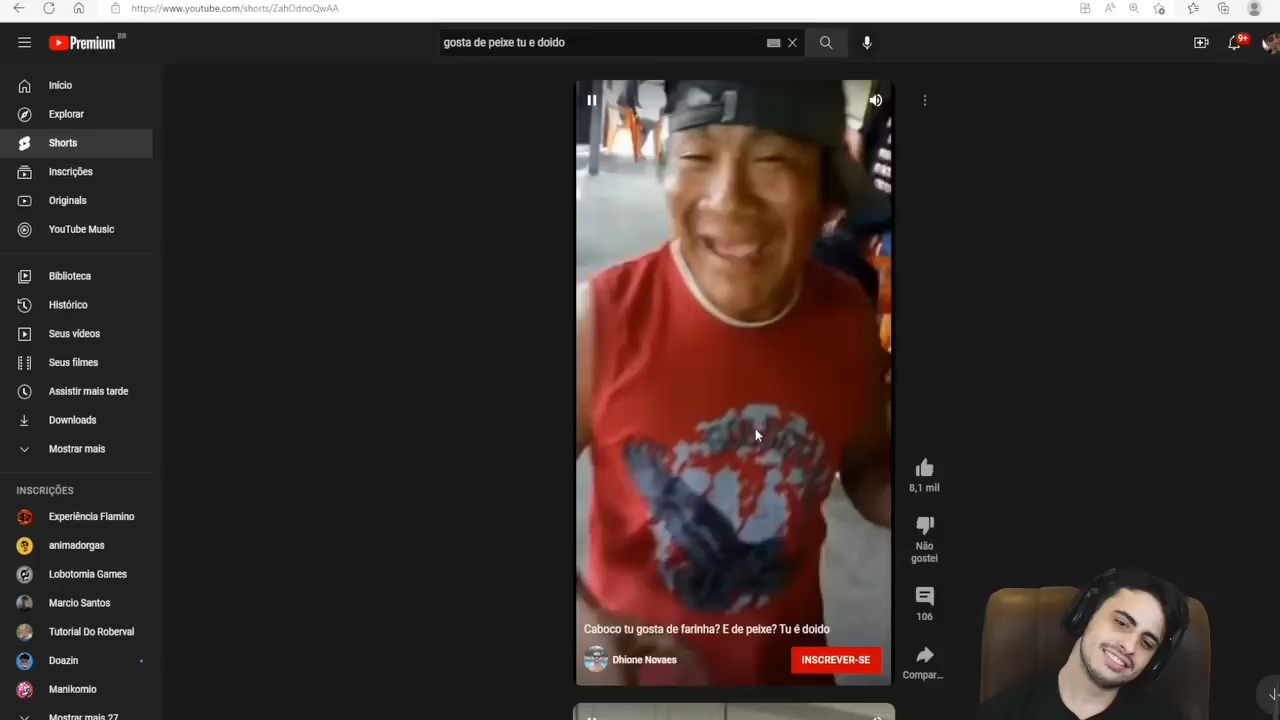 https://www.youtube.com/shorts/ZahOdnoQwAA
Premium BR
gosta de peixe tu e doido
9+
Início
Explorar
Shorts
Inscrições
Originals
YouTube Music
Biblioteca
Histórico
Seus vídeos
Seus filmes
Assistir mais tarde
Downloads
Mostrar mais
INSCRIÇÕES
Experiência Flamino
animadorgas
Lobotomia Games
Marcio Santos
Tutorial Do Roberval
Doazin
Manikomio
Mostrar mais 27
8,1 mil
Não
gostei
106
Compar...
Caboco tu gosta de farinha? E de peixe? Tu é doido
Dhione Novaes
INSCREVER-SE